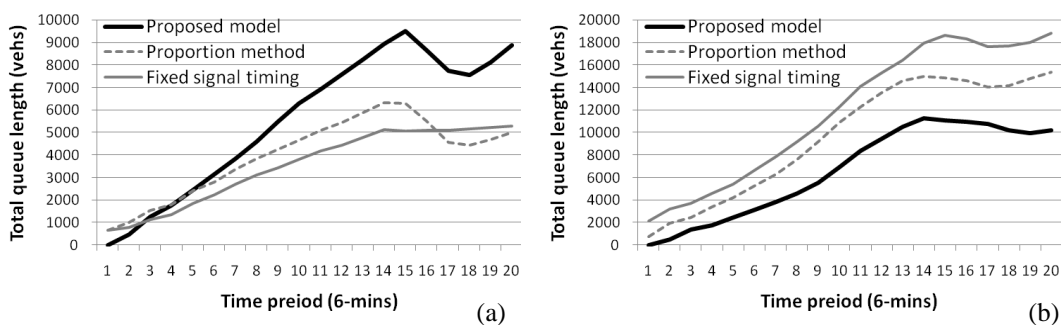 Total queue length (vehs)
10000
9000
8000
7000
6000
5000
4000
3000
2000
1000
0
Proposed model
Proportion method
Fixed signal timing
1 2 3 4 5 6 7 8 9 10 11 12 13 14 15 16 17 18 19 20
Time preiod (6-mins)
(a)
Total queue length (vehs)
20000
18000
16000
14000
12000
10000
8000
6000
4000
2000
0
Proposed model
Proportion method
Fixed signal timing
1 2 3 4 5 6 7 8 9 10 11 12 13 14 15 16 17 18 19 20
Time preiod (6-mins)
(b)